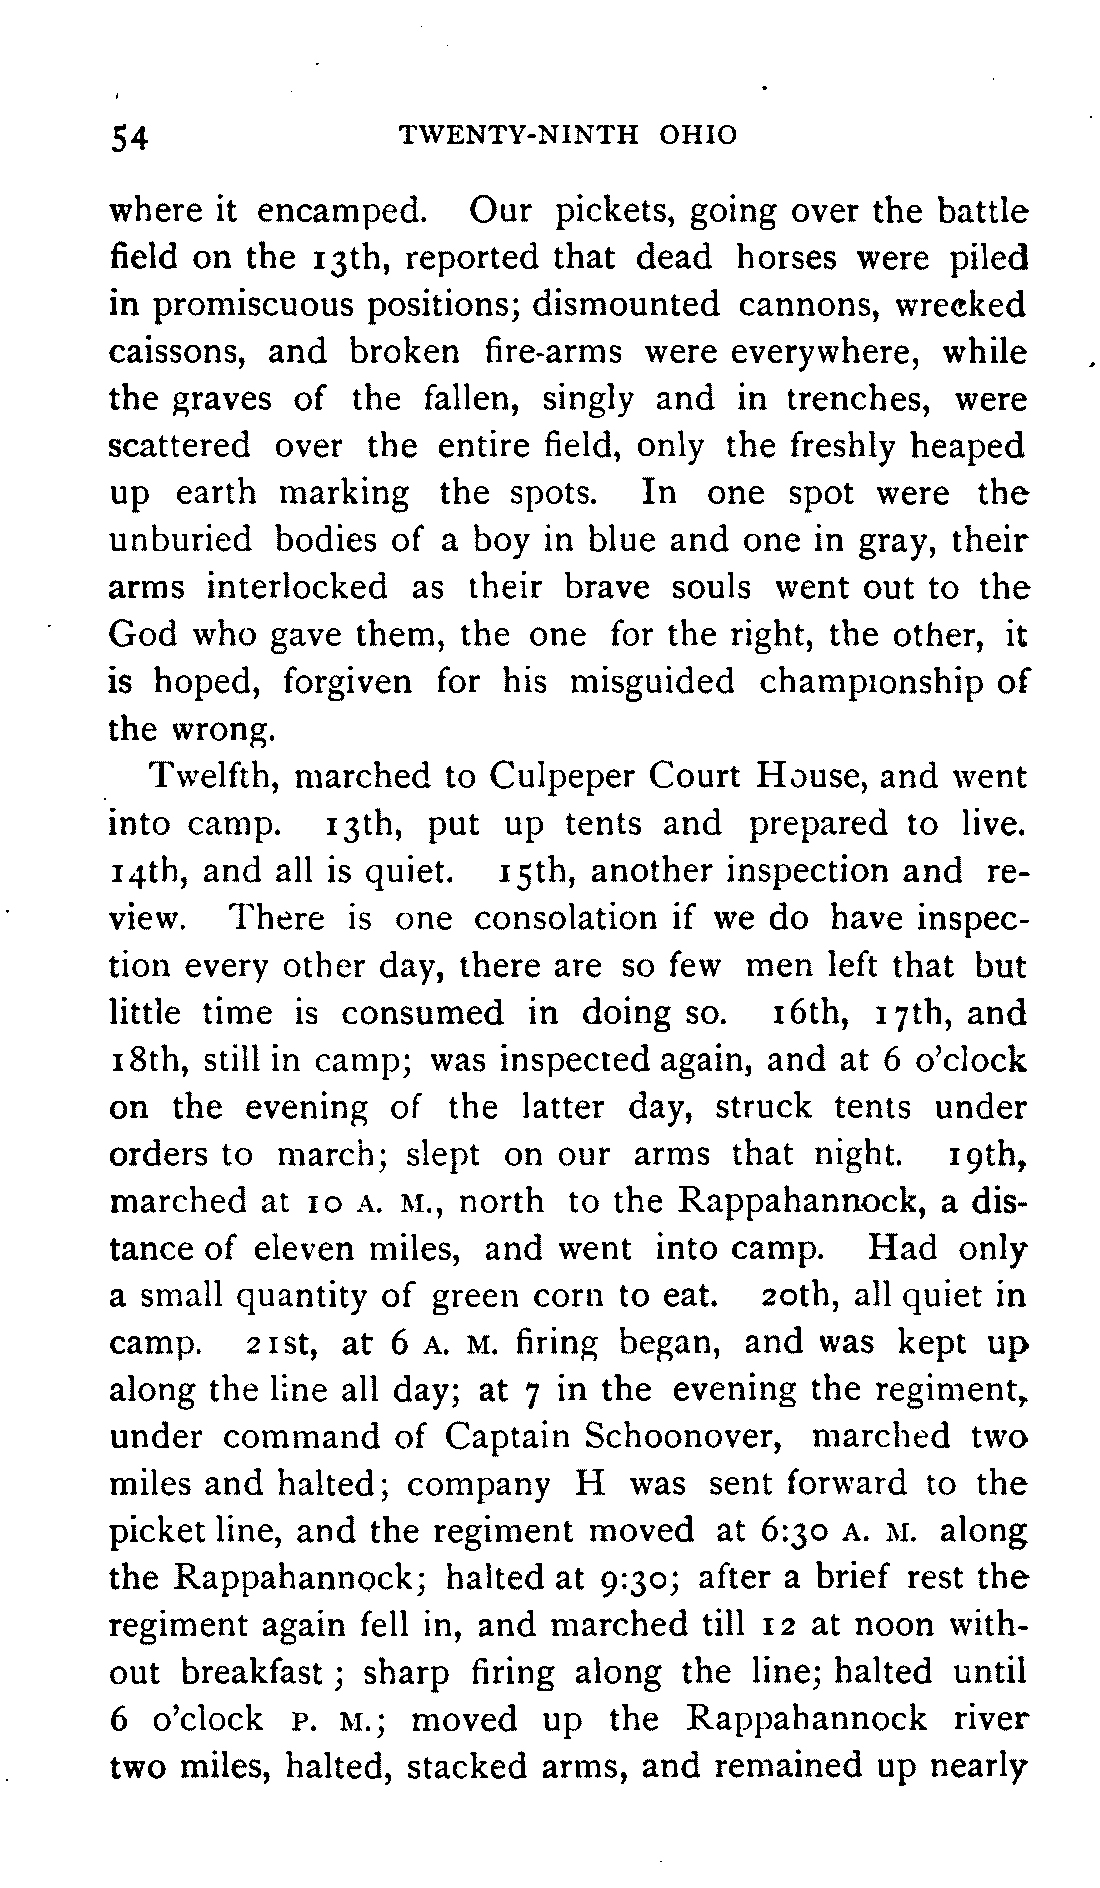 54 TWENTY-NINTH OHIO
where it encamped. Our pickets, going over the battle
field on the 13th, reported that dead horses were piled
in promiscuous positions; dismounted cannons, wrecked
caissons, and broken fire-arms were everywhere, while
the graves of the fallen, singly and in trenches, were
scattered over the entire field, only the freshly heaped
up earth marking the spots. In one spot were the
unburied bodies of a boy in blue and one in gray, their
arms interlocked as their brave souls went out to the
God who gave them, the one for the right, the other, it
is hoped, forgiven for his misguided championship of
the wrong.
Twelfth, marched to Culpeper Court House, and went
into camp. 13th, put up tents and prepared to live.
14th, and all is quiet. 15th, another inspection and re-
view. There is one consolation if we do have inspec-
tion every other day, there are so few men left that but
little time is consumed in doing so. 16th, 17th, and
18th, still in camp; was inspected again, and at 6 o'clock
on the evening of the latter day, struck tents under
orders to march; slept on our arms that night. 19th,
marched at 10 A. M., north to the Rappahannock, a dis-
tance of eleven miles, and went into camp. Had only
a small quantity of green corn to eat. 20th, all quiet in
camp. 21st, at 6 A. M. firing began, and was kept up
along the line all day; at 7 in the evening the regiment,
under command of Captain Schoonover, marched two
miles and halted; company H was sent forward to the
picket line, and the regiment moved at 6:30 A. M. along
the Rappahannock; halted at 9:30; after a brief rest the
regiment again fell in, and marched till 12 at noon with-
out breakfast; sharp firing along the line; halted until
6 o'clock P. M.; moved up the Rappahannock river
two miles, halted, stacked arms, and remained up nearly